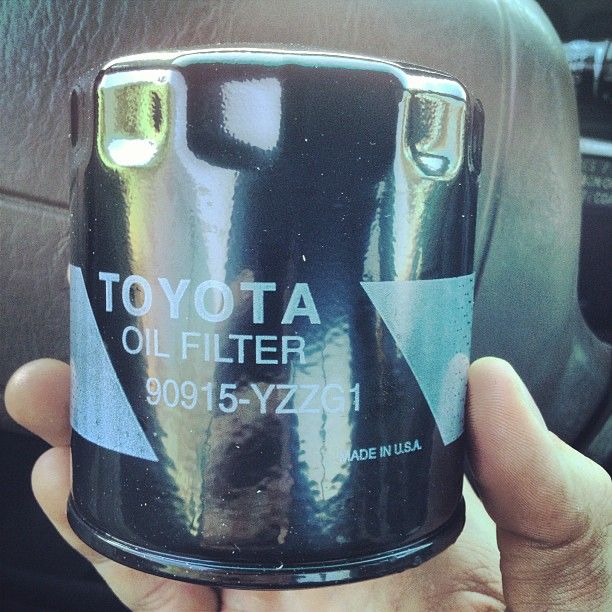 TOYOTA
OIL FILTER
90915-YZZG1
MADE IN U.S.A.